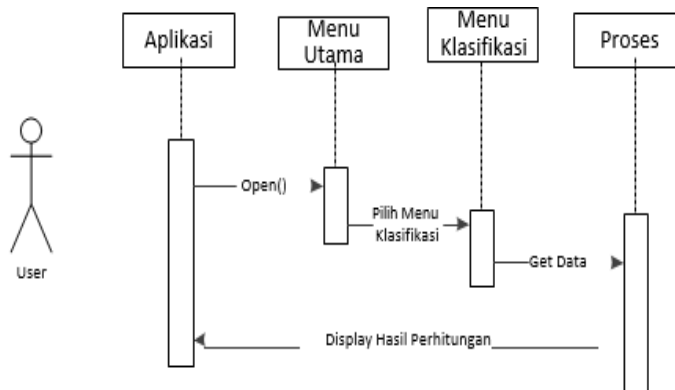 Aplikasi
Menu
Utama
Menu
Klasifikasi
Proses
User
Open()
Pilih Menu
Klasifikasi
Get Data
Display Hasil Perhitungan